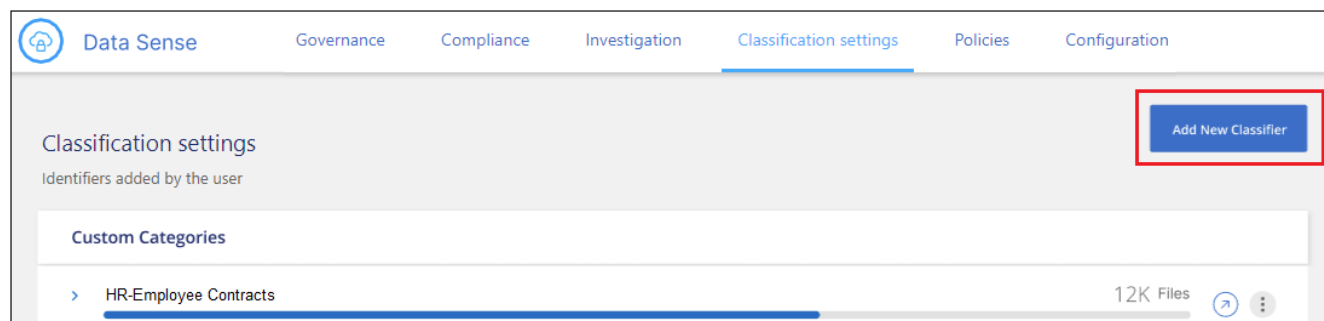 Data Sense Governance Compliance Investigation Classification settings Policies Configuration
Add New Classifier
Classification settings
Identifiers added by the user
Custom Categories
HR-Employee Contracts 12K Files